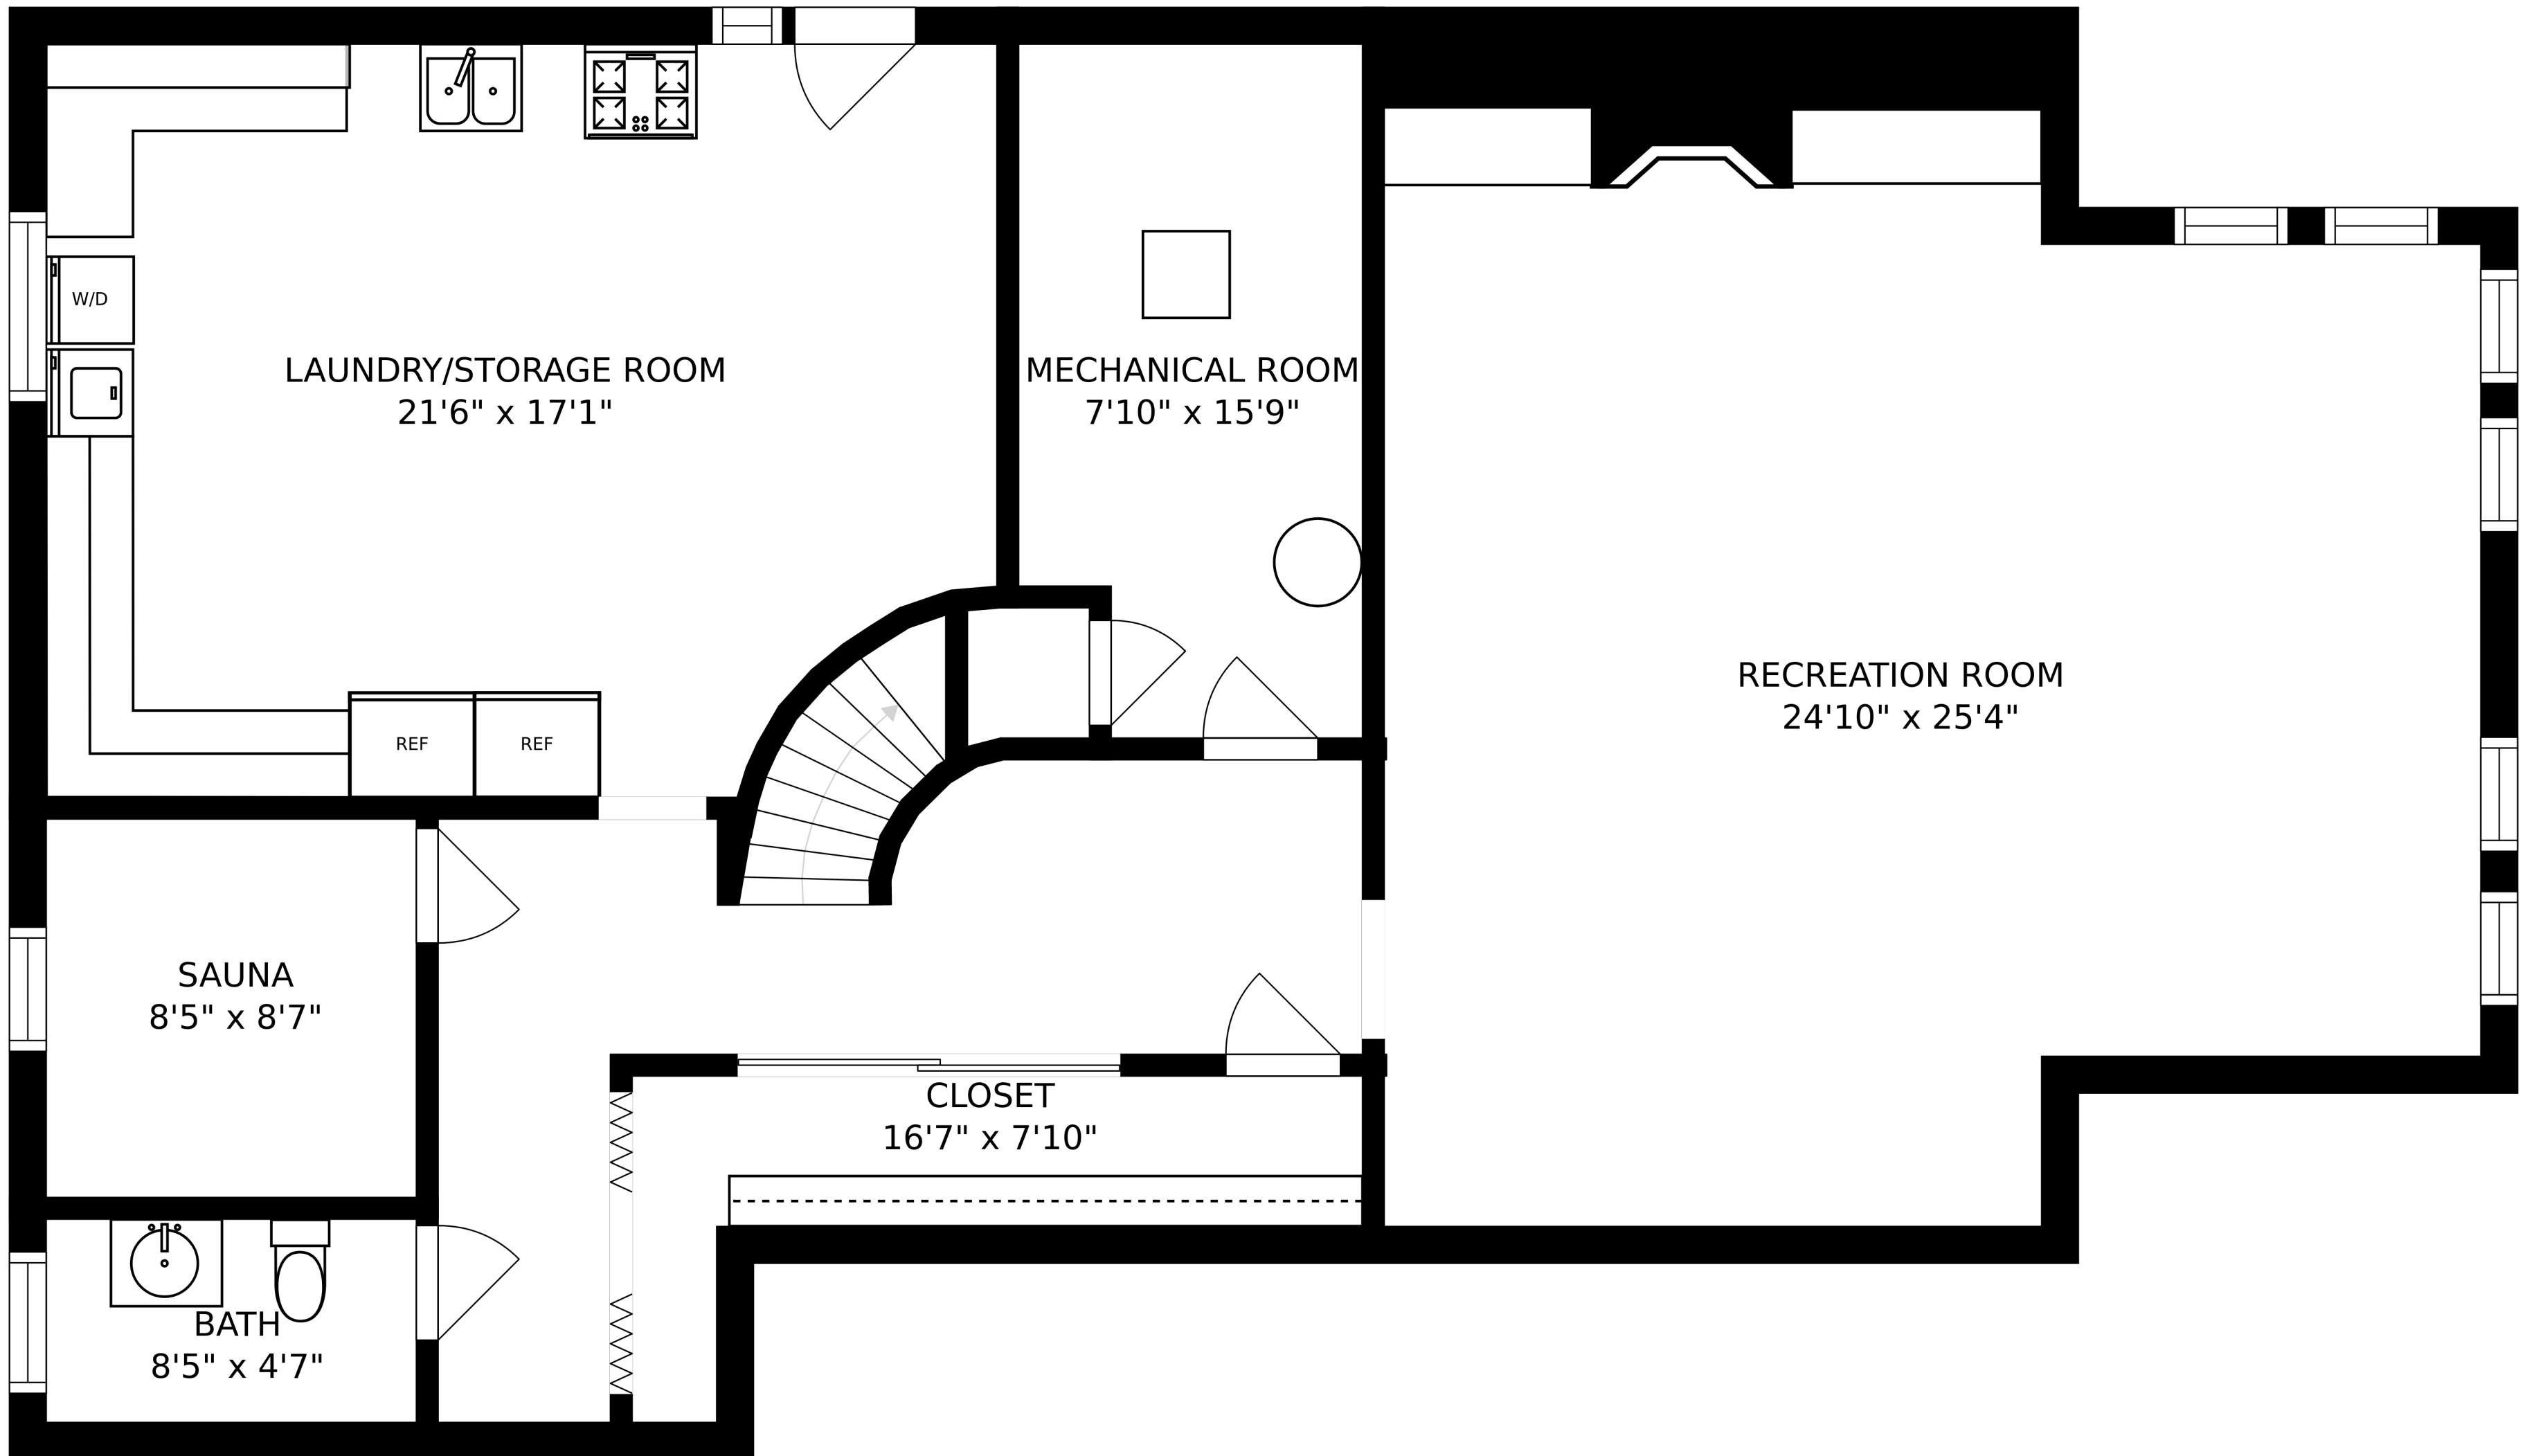 W/D
LAUNDRY/STORAGE ROOM
21'6" x 17'1"
MECHANICAL ROOM
7'10" x 15'9"
RECREATION ROOM
24'10" x 25'4"
REF
REF
SAUNA
8'5" x 8'7"
CLOSET
16'7" x 7'10"
BATH
8'5" x 4'7"